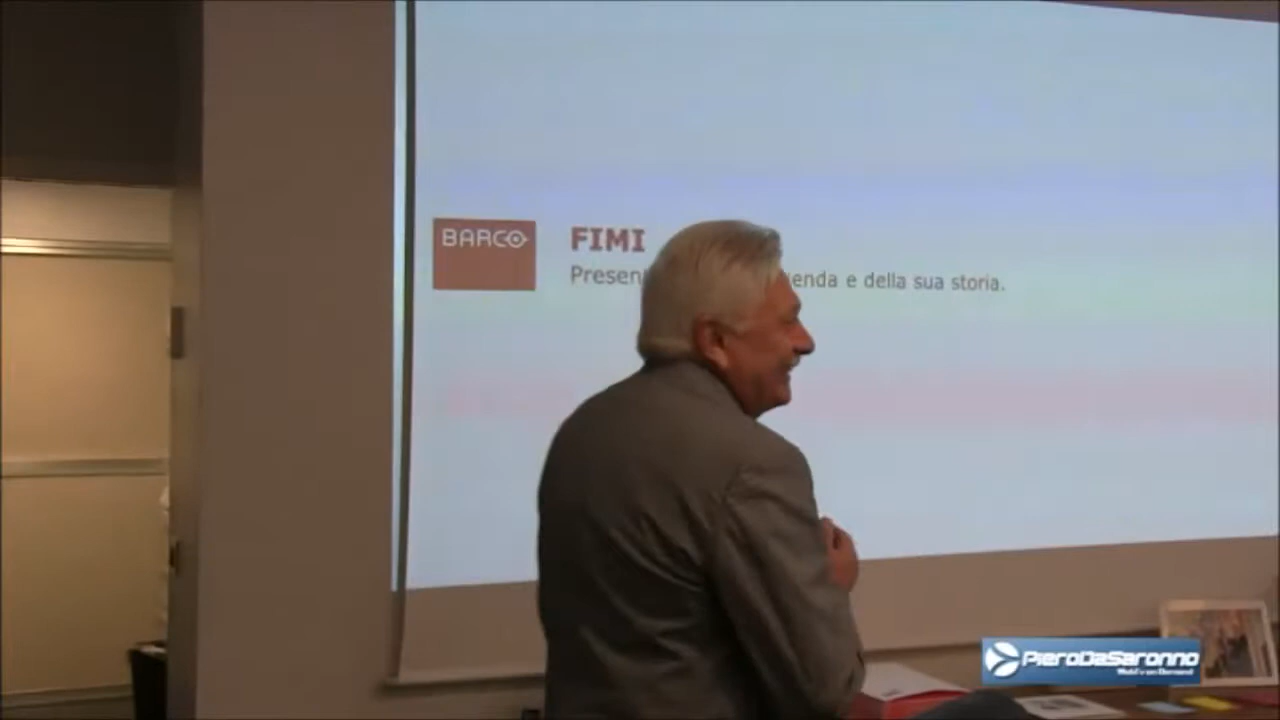 BARCO
FIMI
Presen enda e della sua storia.
PieroDaSaronno